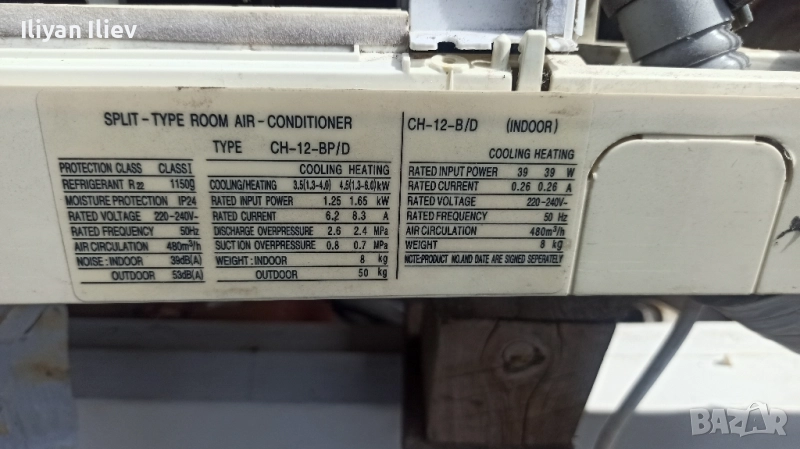 Iliyan Iliev
SPLIT-TYPE ROOM AIR-CONDITIONER
TYPE CH-12-BP/D
PROTECTION CLASS CLASSⅠ
REFRIGERANT R22 1150g
MOISTURE PROTECTION IP24
RATED VOLTAGE 220-240V~
RATED FREQUENCY 50Hz
AIR CIRCULATION 480m³/h
NOISE:INDOOR 39dB(A)
OUTDOOR 53dB(A)
COOLING HEATING
COOLING/HEATING 3.5(1.3-4.0) 4.5(1.3-6.0)kW
RATED INPUT POWER 1.25 1.65 kW
RATED CURRENT 6.2 8.3 A
DISCHARGE OVERPRESSURE 2.6 2.4 MPa
SUCTION OVERPRESSURE 0.8 0.7 MPa
WEIGHT:INDOOR 8 kg
OUTDOOR 50 kg
CH-12-B/D (INDOOR)
COOLING HEATING
RATED INPUT POWER 39 39 W
RATED CURRENT 0.26 0.26 A
RATED VOLTAGE 220-240V~
RATED FREQUENCY 50 Hz
AIR CIRCULATION 480m³/h
WEIGHT 8 kg
NOTE:PRODUCT NO.AND DATE ARE SIGNED SEPERATELY
BAZAR